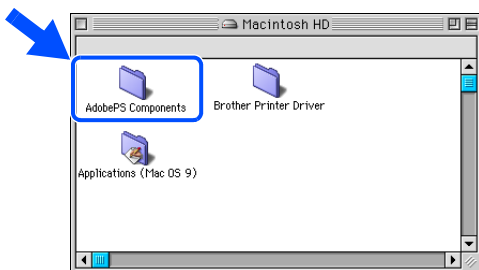 Macintosh HD
AdobePS Components
Brother Printer Driver
Applications (Mac OS 9)